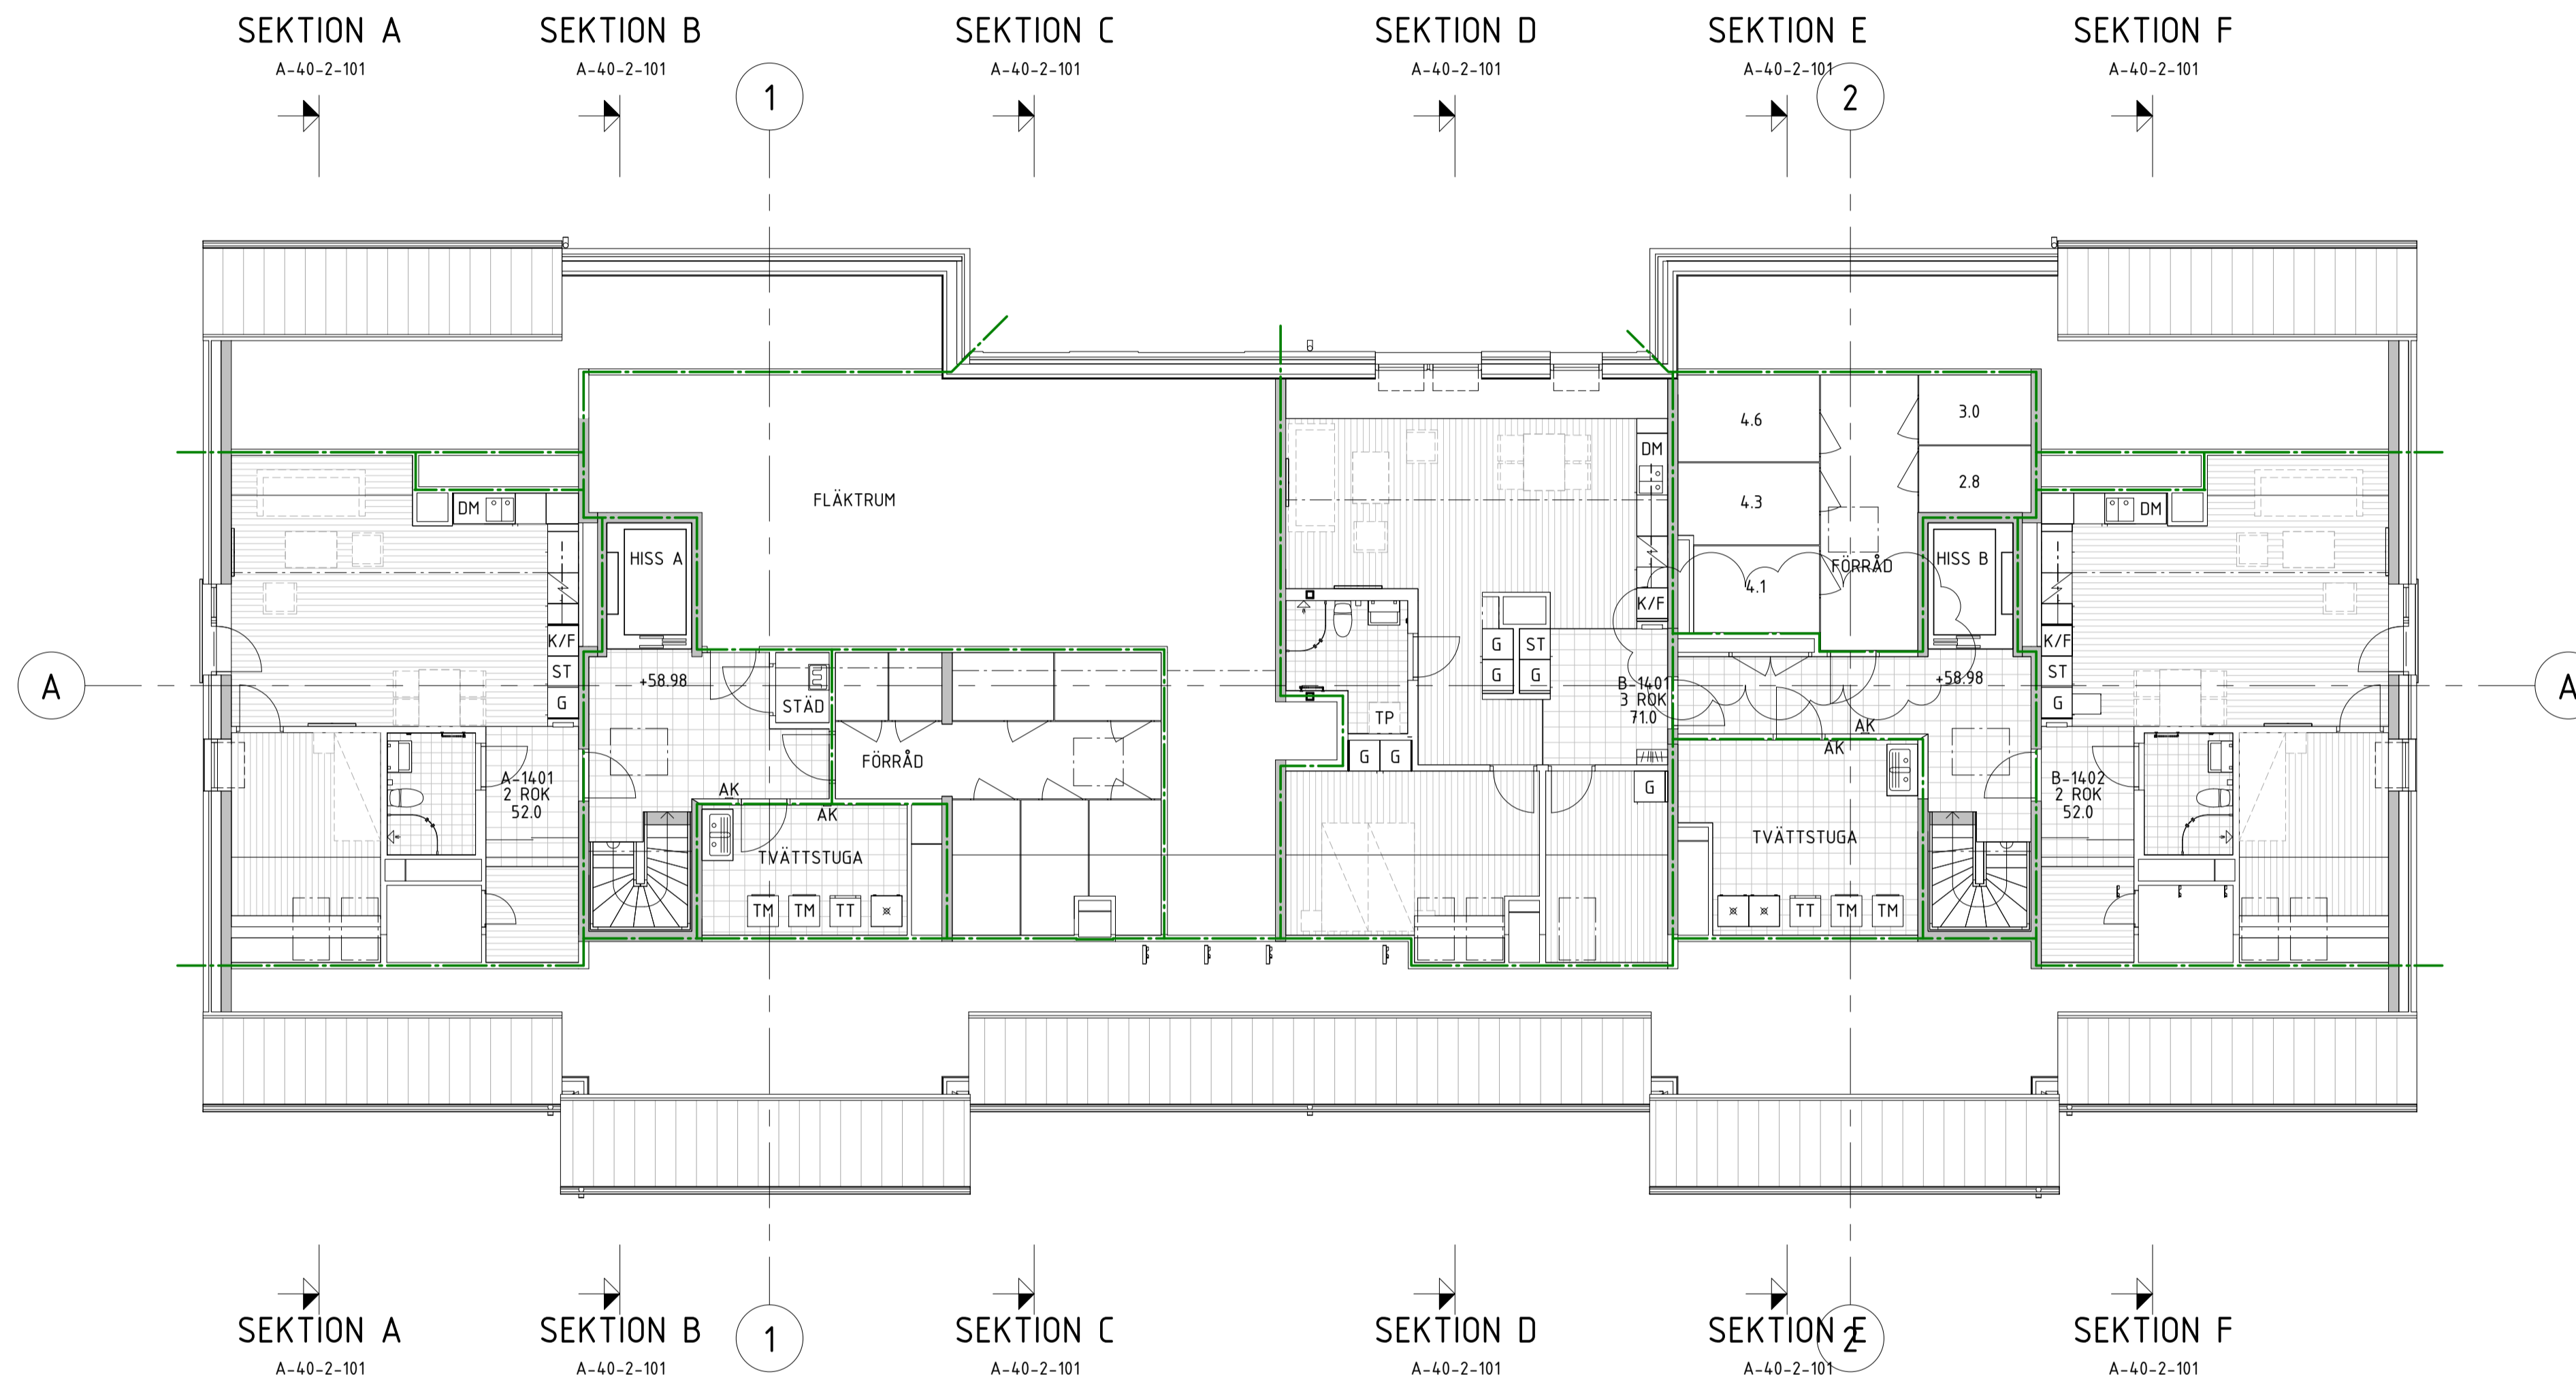 SEKTION A
A-40-2-101
SEKTION B
A-40-2-101
SEKTION C
A-40-2-101
SEKTION D
A-40-2-101
SEKTION E
A-40-2-101
SEKTION F
A-40-2-101
1
2
4.6
3.0
DM
2.8
FLÄKTRUM
4.3
DM
DM
HISS A
FÖRRÅD
HISS B
4.1
K/F
K/F
K/F
G
ST
ST
ST
G
G
G
G
A
+58.98
STÄD
TP
B-1401
3 ROK
71.0
+58.98
A
AK
AK
FÖRRÅD
G
G
G
A-1401
2 ROK
52.0
B-1402
2 ROK
52.0
AK
AK
TVÄTTSTUGA
TVÄTTSTUGA
TM
TM
TT
TT
TM
TM
SEKTION A
A-40-2-101
SEKTION B
A-40-2-101
1
SEKTION C
A-40-2-101
SEKTION D
A-40-2-101
SEKTION E
A-40-2-101
2
SEKTION F
A-40-2-101